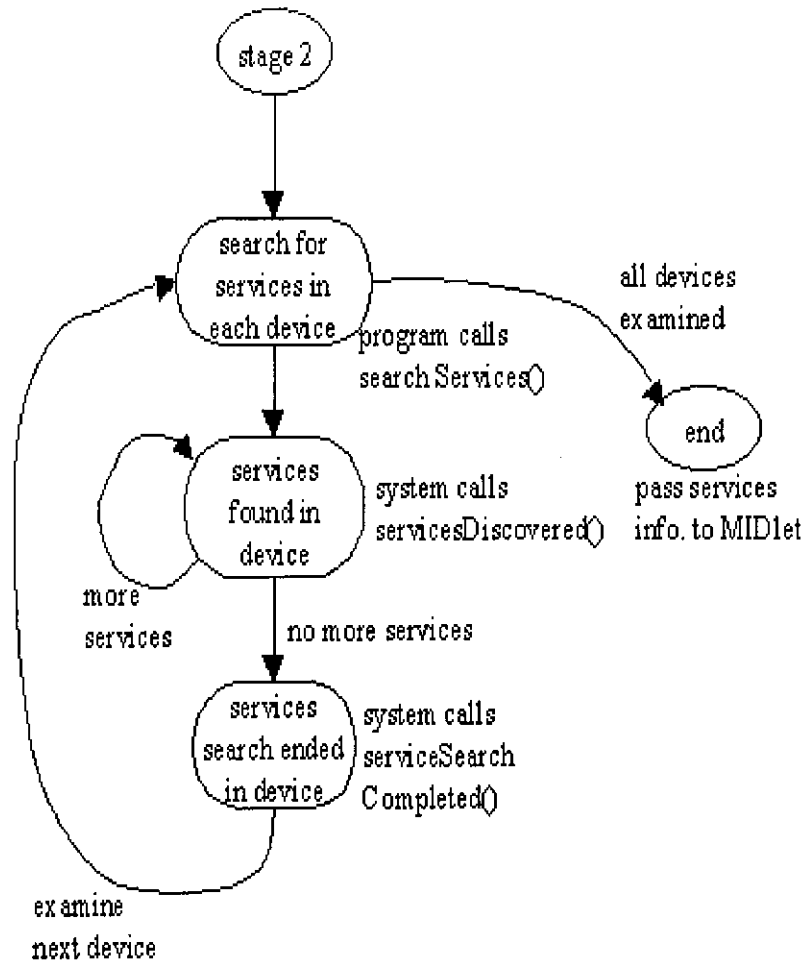 stage 2
search for
services in
each device
program calls
searchServices()
all devices
examined
end
pass services
info. to MIDlet
services
found in
device
system calls
servicesDiscovered()
more
services
no more services
services
search ended
in device
system calls
serviceSearch
Completed()
examine
next device